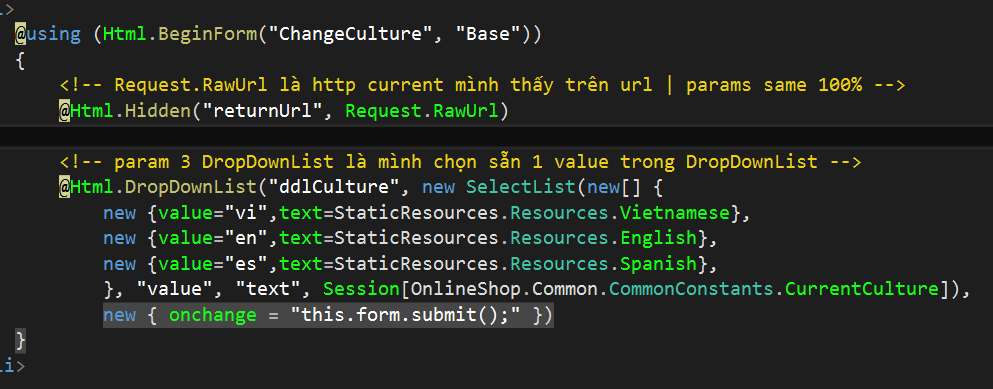 i>
@using (Html.BeginForm("ChangeCulture", "Base"))
{
<!-- Request.RawUrl là http current mình thấy trên url | params same 100% -->
@Html.Hidden("returnUrl", Request.RawUrl)
<!-- param 3 DropDownList là mình chọn sẵn 1 value trong DropDownList -->
@Html.DropDownList("ddlCulture", new SelectList(new[] {
new {value="vi",text=StaticResources.Resources.Vietnamese},
new {value="en",text=StaticResources.Resources.English},
new {value="es",text=StaticResources.Resources.Spanish},
}, "value", "text", Session[OnlineShop.Common.CommonConstants.CurrentCulture]),
new { onchange = "this.form.submit();" })
}
li>